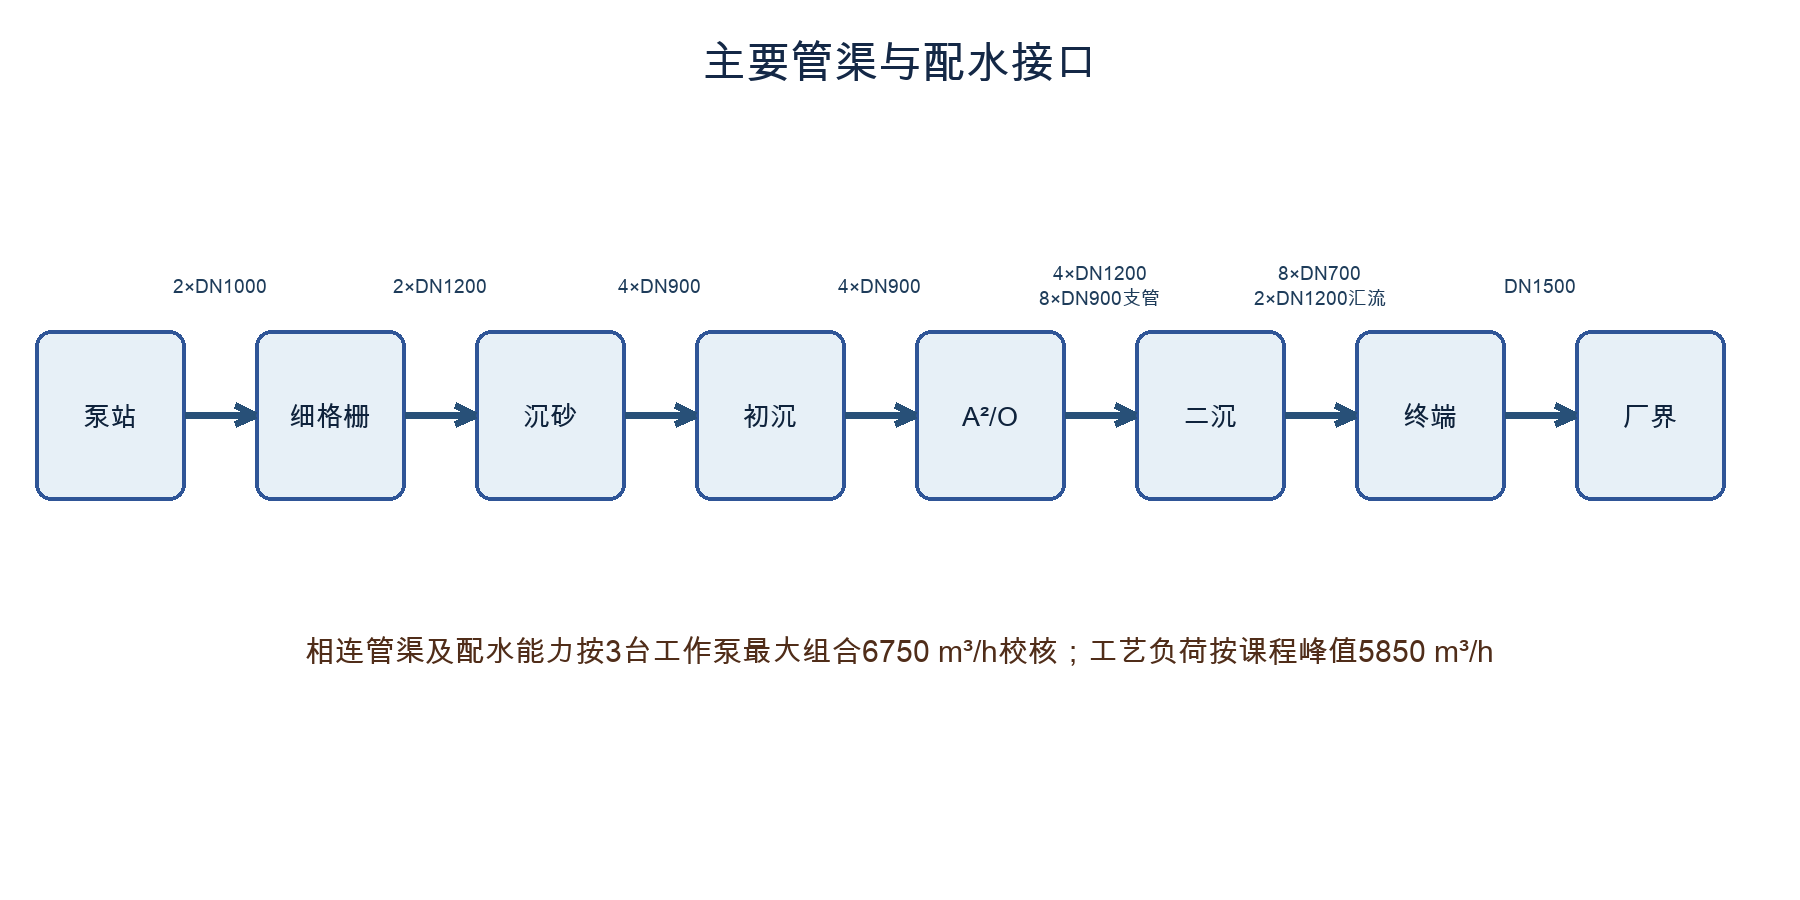 主要管渠与配水接口
2×DN1000
2×DN1200
4×DN900
4×DN900
4×DN1200
8×DN900支管
8×DN700
2×DN1200汇流
DN1500
泵站
细格栅
沉砂
初沉
A²/O
二沉
终端
厂界
相连管渠及配水能力按3台工作泵最大组合6750 m³/h校核；工艺负荷按课程峰值5850 m³/h